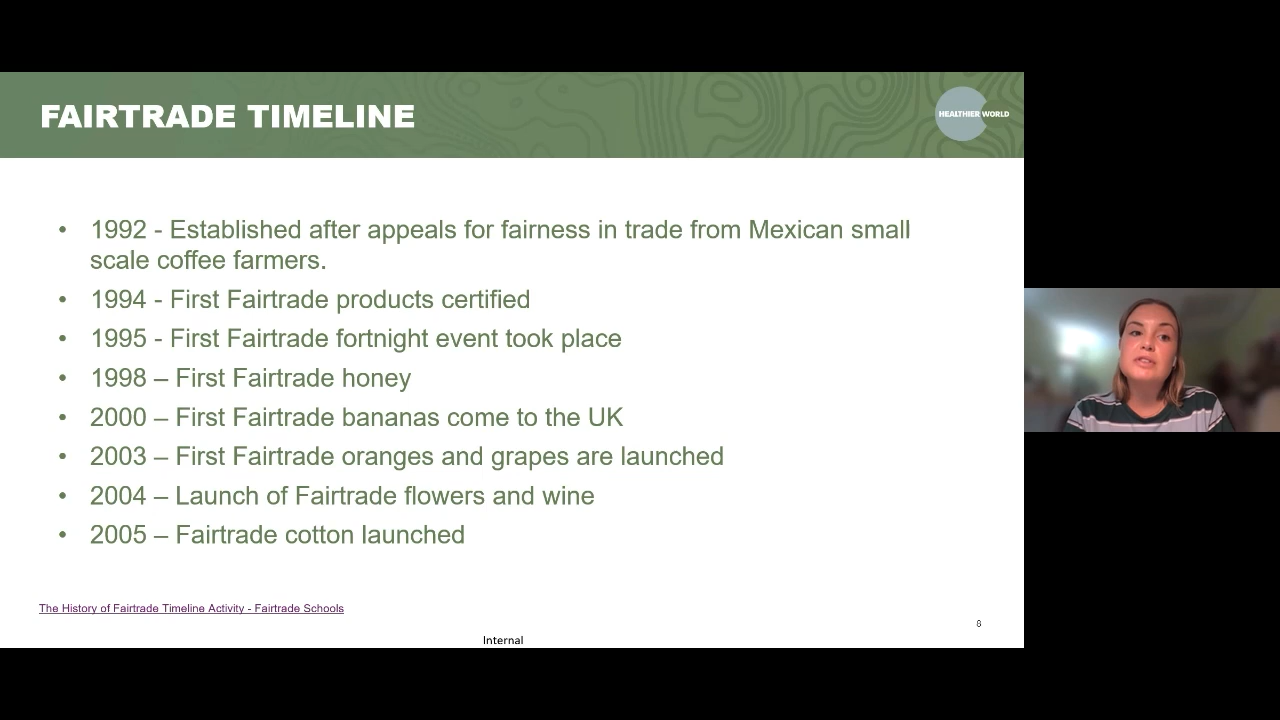 FAIRTRADE TIMELINE
HEALTHIER WORLD
• 1992 - Established after appeals for fairness in trade from Mexican small
scale coffee farmers.
• 1994 - First Fairtrade products certified
• 1995 - First Fairtrade fortnight event took place
• 1998 – First Fairtrade honey
• 2000 – First Fairtrade bananas come to the UK
• 2003 – First Fairtrade oranges and grapes are launched
• 2004 – Launch of Fairtrade flowers and wine
• 2005 – Fairtrade cotton launched
The History of Fairtrade Timeline Activity - Fairtrade Schools
8
Internal